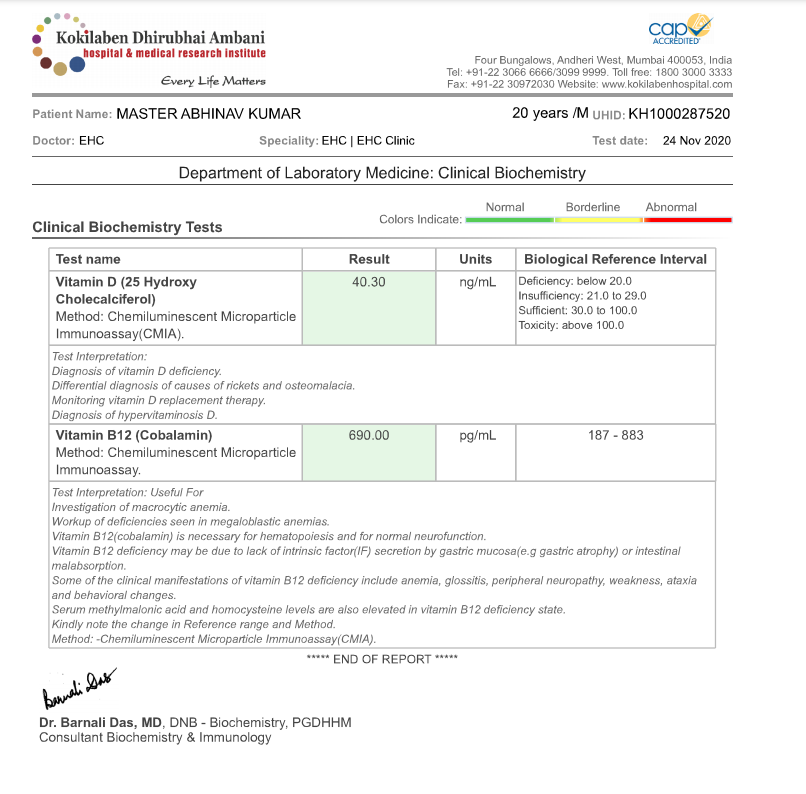 Kokilaben Dhirubhai Ambani
hospital & medical research institute
Every Life Matters
cap
ACCREDITED
Four Bungalows, Andheri West, Mumbai 400053, India
Tel: +91-22 3066 6666/3099 9999. Toll free: 1800 3000 3333
Fax: +91-22 30972030 Website: www.kokilabenhospital.com
Patient Name: MASTER ABHINAV KUMAR 20 years /M UHID: KH1000287520
Doctor: EHC Speciality: EHC | EHC Clinic Test date: 24 Nov 2020
Department of Laboratory Medicine: Clinical Biochemistry
Normal Borderline Abnormal
Colors Indicate:
Clinical Biochemistry Tests
Test name Result Units Biological Reference Interval
Vitamin D (25 Hydroxy 40.30 ng/mL Deficiency: below 20.0
Cholecalciferol) Insufficiency: 21.0 to 29.0
Method: Chemiluminescent Microparticle Sufficient: 30.0 to 100.0
Immunoassay(CMIA). Toxicity: above 100.0
Test Interpretation:
Diagnosis of vitamin D deficiency.
Differential diagnosis of causes of rickets and osteomalacia.
Monitoring vitamin D replacement therapy.
Diagnosis of hypervitaminosis D.
Vitamin B12 (Cobalamin) 690.00 pg/mL 187 - 883
Method: Chemiluminescent Microparticle
Immunoassay.
Test Interpretation: Useful For
Investigation of macrocytic anemia.
Workup of deficiencies seen in megaloblastic anemias.
Vitamin B12(cobalamin) is necessary for hematopoiesis and for normal neurofunction.
Vitamin B12 deficiency may be due to lack of intrinsic factor(IF) secretion by gastric mucosa(e.g gastric atrophy) or intestinal
malabsorption.
Some of the clinical manifestations of vitamin B12 deficiency include anemia, glossitis, peripheral neuropathy, weakness, ataxia
and behavioral changes.
Serum methylmalonic acid and homocysteine levels are also elevated in vitamin B12 deficiency state.
Kindly note the change in Reference range and Method.
Method: -Chemiluminescent Microparticle Immunoassay(CMIA).
***** END OF REPORT *****
Barnali Das
Dr. Barnali Das, MD, DNB - Biochemistry, PGDHHM
Consultant Biochemistry & Immunology